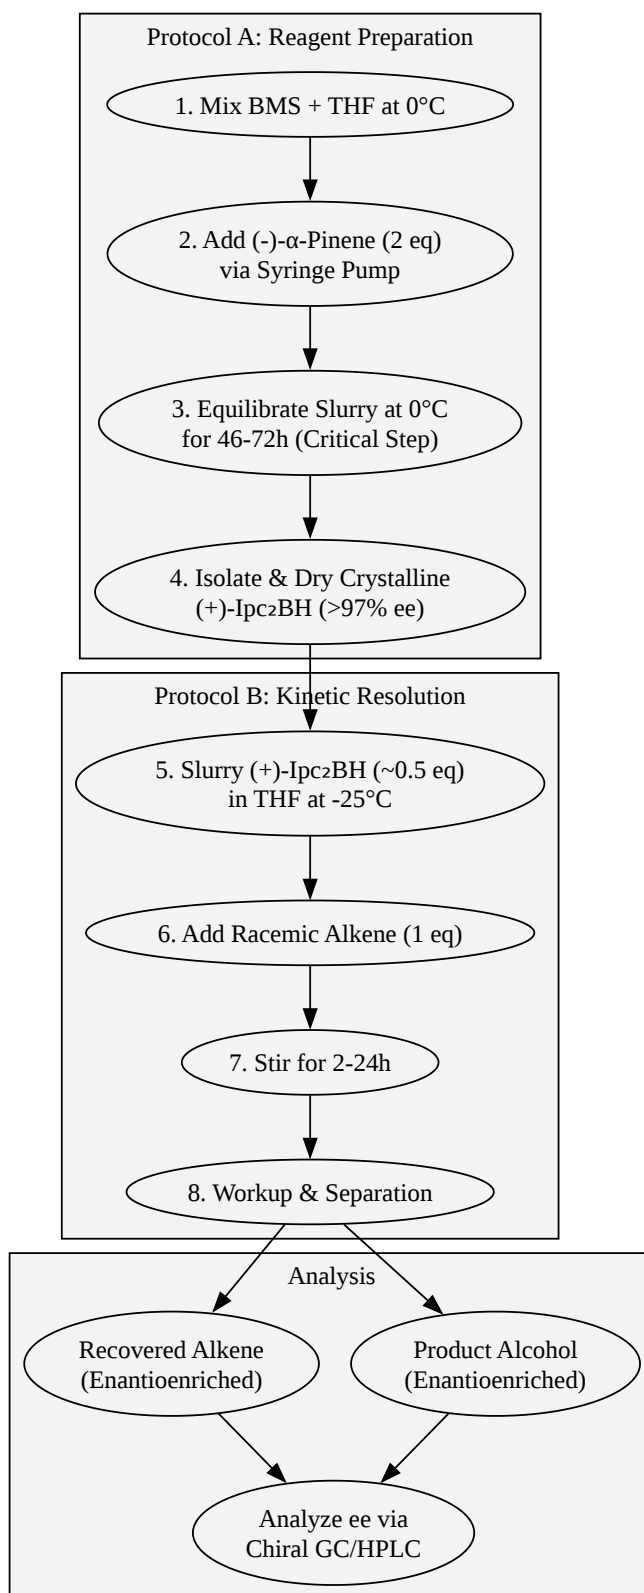 Protocol A: Reagent Preparation
1. Mix BMS + THF at 0°C
2. Add (-)-α-Pinene (2 eq)
via Syringe Pump
3. Equilibrate Slurry at 0°C
for 46-72h (Critical Step)
4. Isolate & Dry Crystalline
(+)-Ipc₂BH (>97% ee)
Protocol B: Kinetic Resolution
5. Slurry (+)-Ipc₂BH (~0.5 eq)
in THF at -25°C
6. Add Racemic Alkene (1 eq)
7. Stir for 2-24h
8. Workup & Separation
Analysis
Recovered Alkene
(Enantioenriched)
Product Alcohol
(Enantioenriched)
Analyze ee via
Chiral GC/HPLC